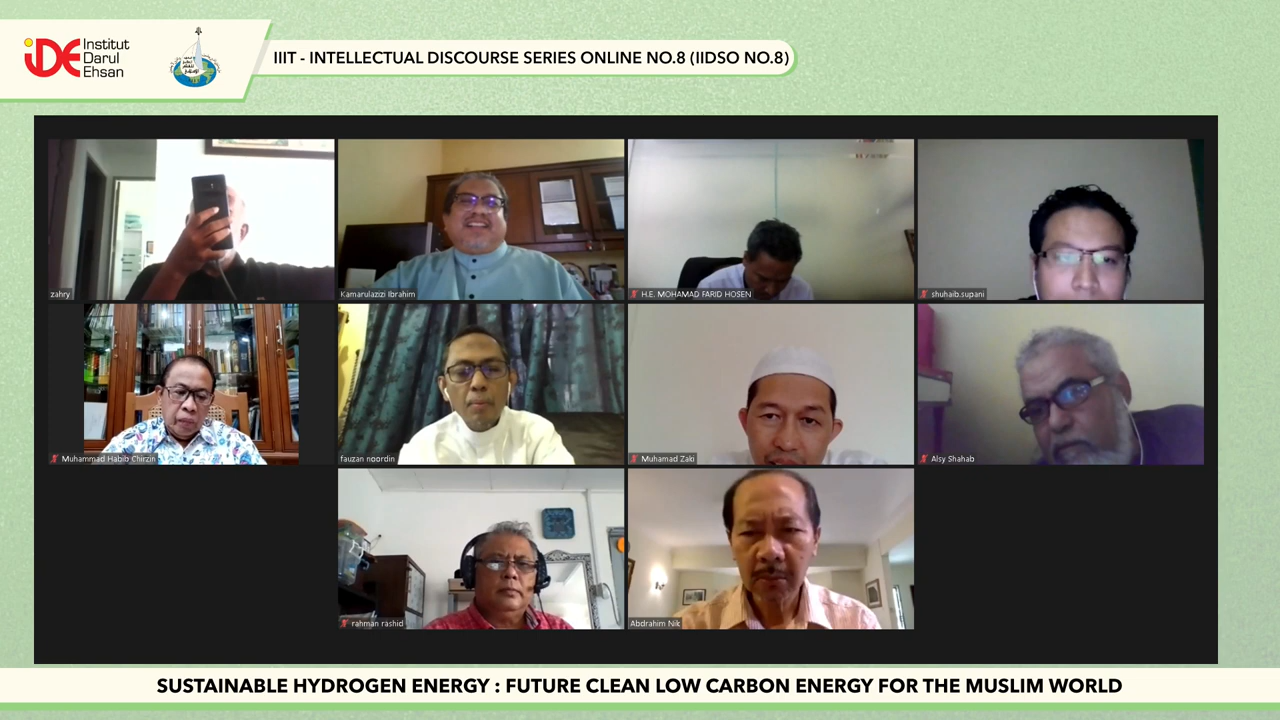 iDE Institut
Darul
Ehsan
IIIT - INTELLECTUAL DISCOURSE SERIES ONLINE NO.8 (IIDSO NO.8)
zahry
Kamarulazizi Ibrahim
H.E. MOHAMAD FARID HOSEN
shuhaib.supani
Muhammad Habib Chirzin
fauzan noordin
Muhamad Zaki
Alsy Shahab
rahman rashid
Abdrahim Nik
SUSTAINABLE HYDROGEN ENERGY : FUTURE CLEAN LOW CARBON ENERGY FOR THE MUSLIM WORLD